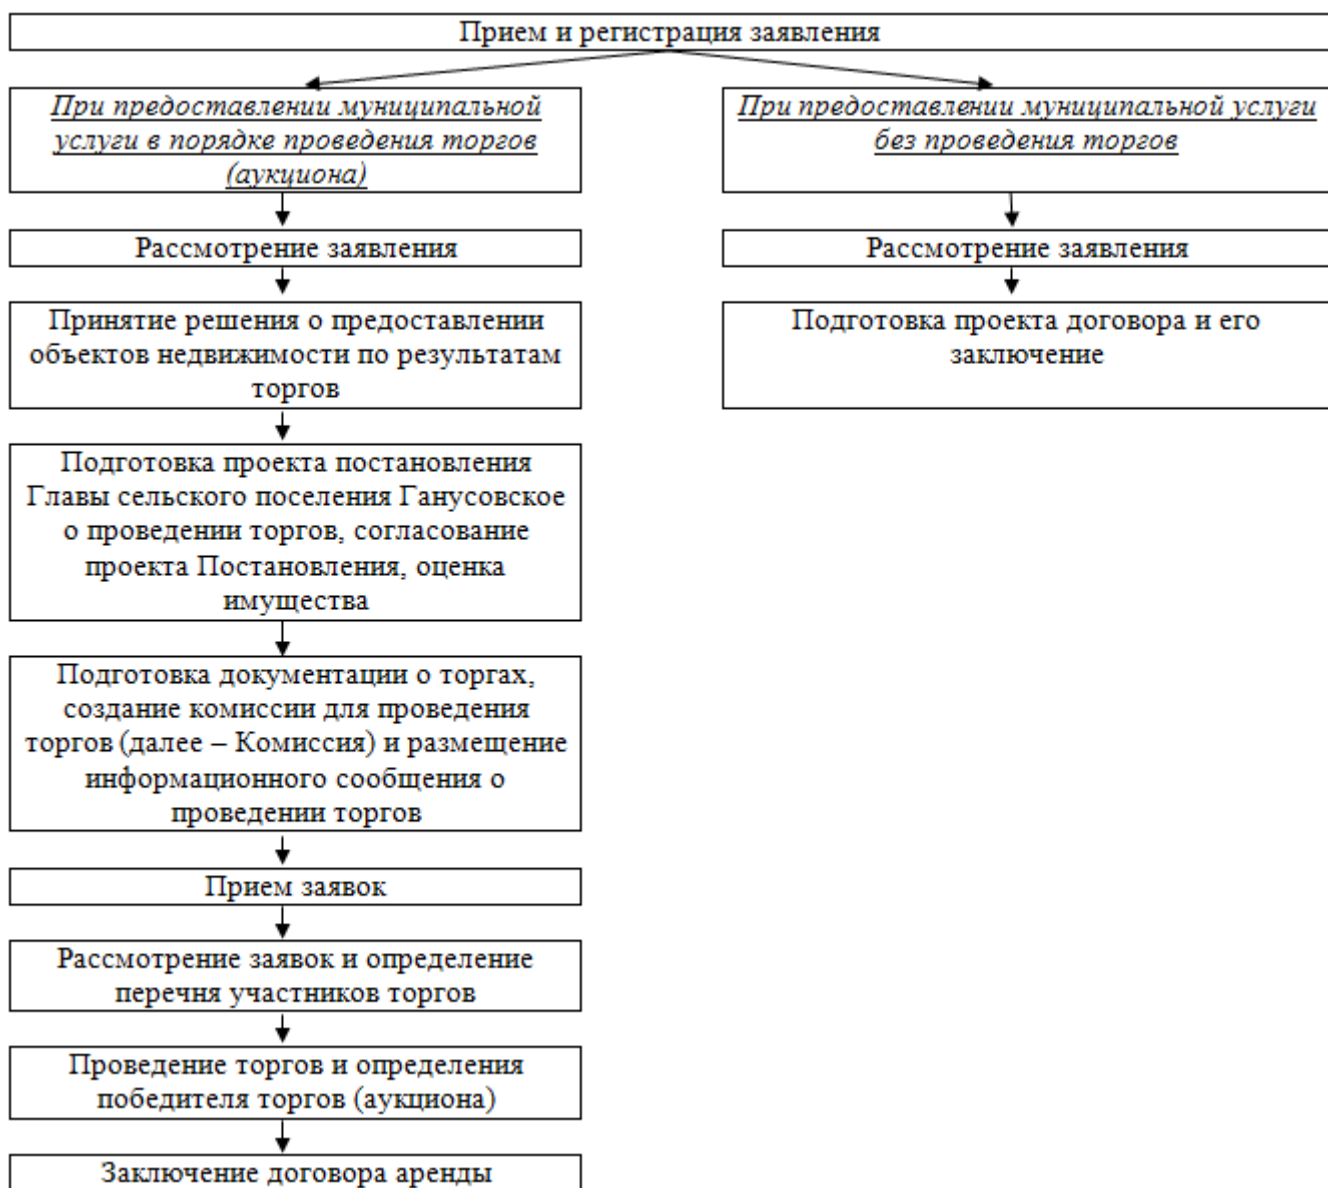 Прием и регистрация заявления
При предоставлении муниципальной
услуги в порядке проведения торгов
(аукциона)
При предоставлении муниципальной услуги
без проведения торгов
Рассмотрение заявления
Рассмотрение заявления
Принятие решения о предоставлении
объектов недвижимости по результатам
торгов
Подготовка проекта договора и его
заключение
Подготовка проекта постановления
Главы сельского поселения Ганусовское
о проведении торгов, согласование
проекта Постановления, оценка
имущества
Подготовка документации о торгах,
создание комиссии для проведения
торгов (далее – Комиссия) и размещение
информационного сообщения о
проведении торгов
Прием заявок
Рассмотрение заявок и определение
перечня участников торгов
Проведение торгов и определения
победителя торгов (аукциона)
Заключение договора аренды